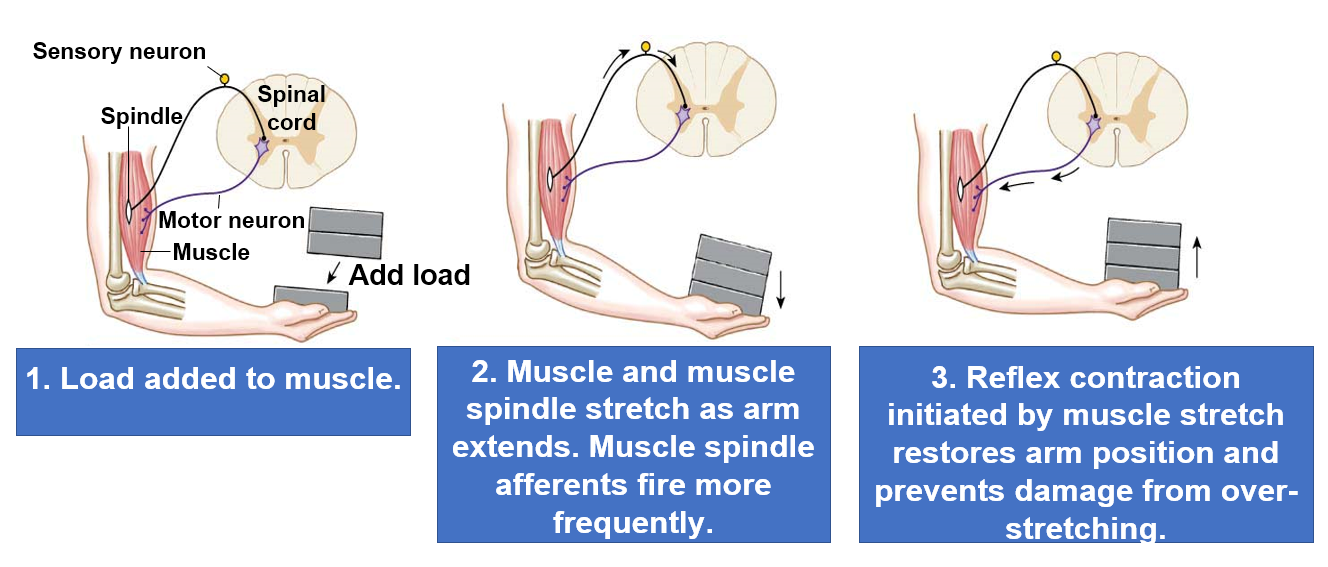 Sensory neuron
Spinal
cord
Spindle
Motor neuron
Muscle
Add load
1. Load added to muscle.
2. Muscle and muscle
spindle stretch as arm
extends. Muscle spindle
afferents fire more
frequently.
3. Reflex contraction
initiated by muscle stretch
restores arm position and
prevents damage from over-
stretching.